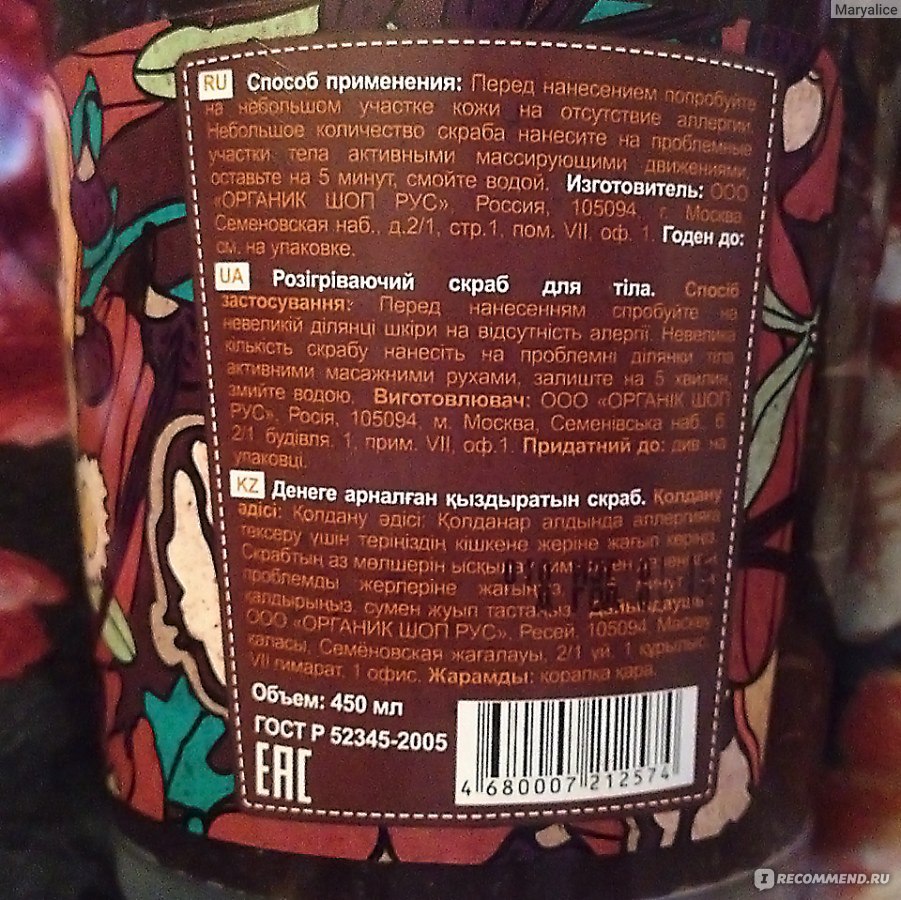 Maryalice
RU Способ применения: Перед нанесением попробуйте
на небольшом участке кожи на отсутствие аллергии.
Небольшое количество скраба нанесите на проблемные
участки тела активными массирующими движениями,
оставьте на 5 минут, смойте водой. Изготовитель: ООО
«ОРГАНИК ШОП РУС» Россия, 105094, г. Москва,
Семеновская наб., д.2/1, стр.1, пом. VII, оф. 1. Годен до:
см. на упаковке.
UA Розігріваючий скраб для тіла. Спосіб
застосування: Перед нанесенням спробуйте на
невеликій ділянці шкіри на відсутність алергії. Невелика
кількість скрабу нанесіть на проблемні ділянки тіла
активними масажними рухами, залиште на 5 хвилин,
змийте водою. Виготовлювач: ООО «ОРГАНІК ШОП
РУС», Росія, 105094, м. Москва, Семенівська наб. б.
2/1 будівля. 1, прим. VII, оф.1. Придатний до: див. на
упаковці.
KZ Денеге арналған қыздыратын скраб. Қолдану
әдісі: Қолдану әдісі: Қолданар алдында аллергияға
тексеру үшін теріңіздің кішкене жеріне жағып көріңіз.
Скрабтың аз мөлшерін
проблемды жерлеріне
қалдырыңыз, сумен жуып тастаңыз. Дайындаушы:
ООО «ОРГАНИК ШОП РУС», Ресей, 105094, Москву
қаласы, Семёновская жағалауы, 2/1 үй, 1 құрылыс,
VII ғимарат, 1 офис. Жарамды: корапка қара.
Объем: 450 мл
ГОСТ Р 52345-2005
EAC
4 680007 212574
IRECOMMEND.RU